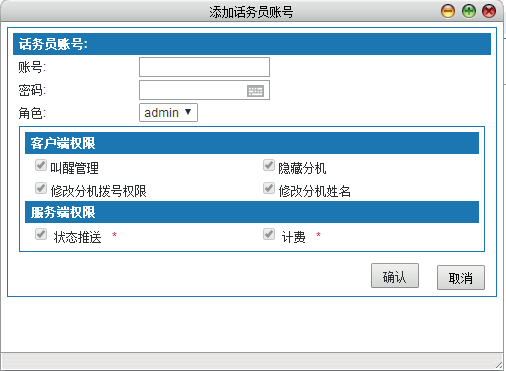 添加话务员账号
话务员账号:
账号:
密码:
角色: admin
客户端权限
叫醒管理 隐藏分机
修改分机拨号权限 修改分机姓名
服务端权限
状态推送 * 计费 *
确认 取消